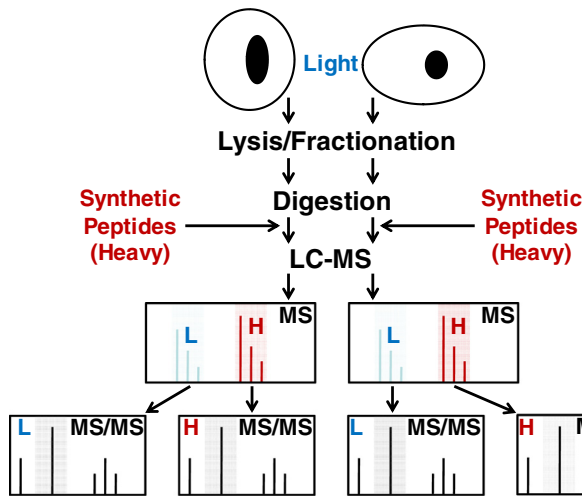 Light
Lysis/Fractionation
Synthetic
Peptides
(Heavy)
Digestion
Synthetic
Peptides
(Heavy)
LC-MS
MS
L
H
MS
L
H
L
MS/MS
H
MS/MS
L
MS/MS
H